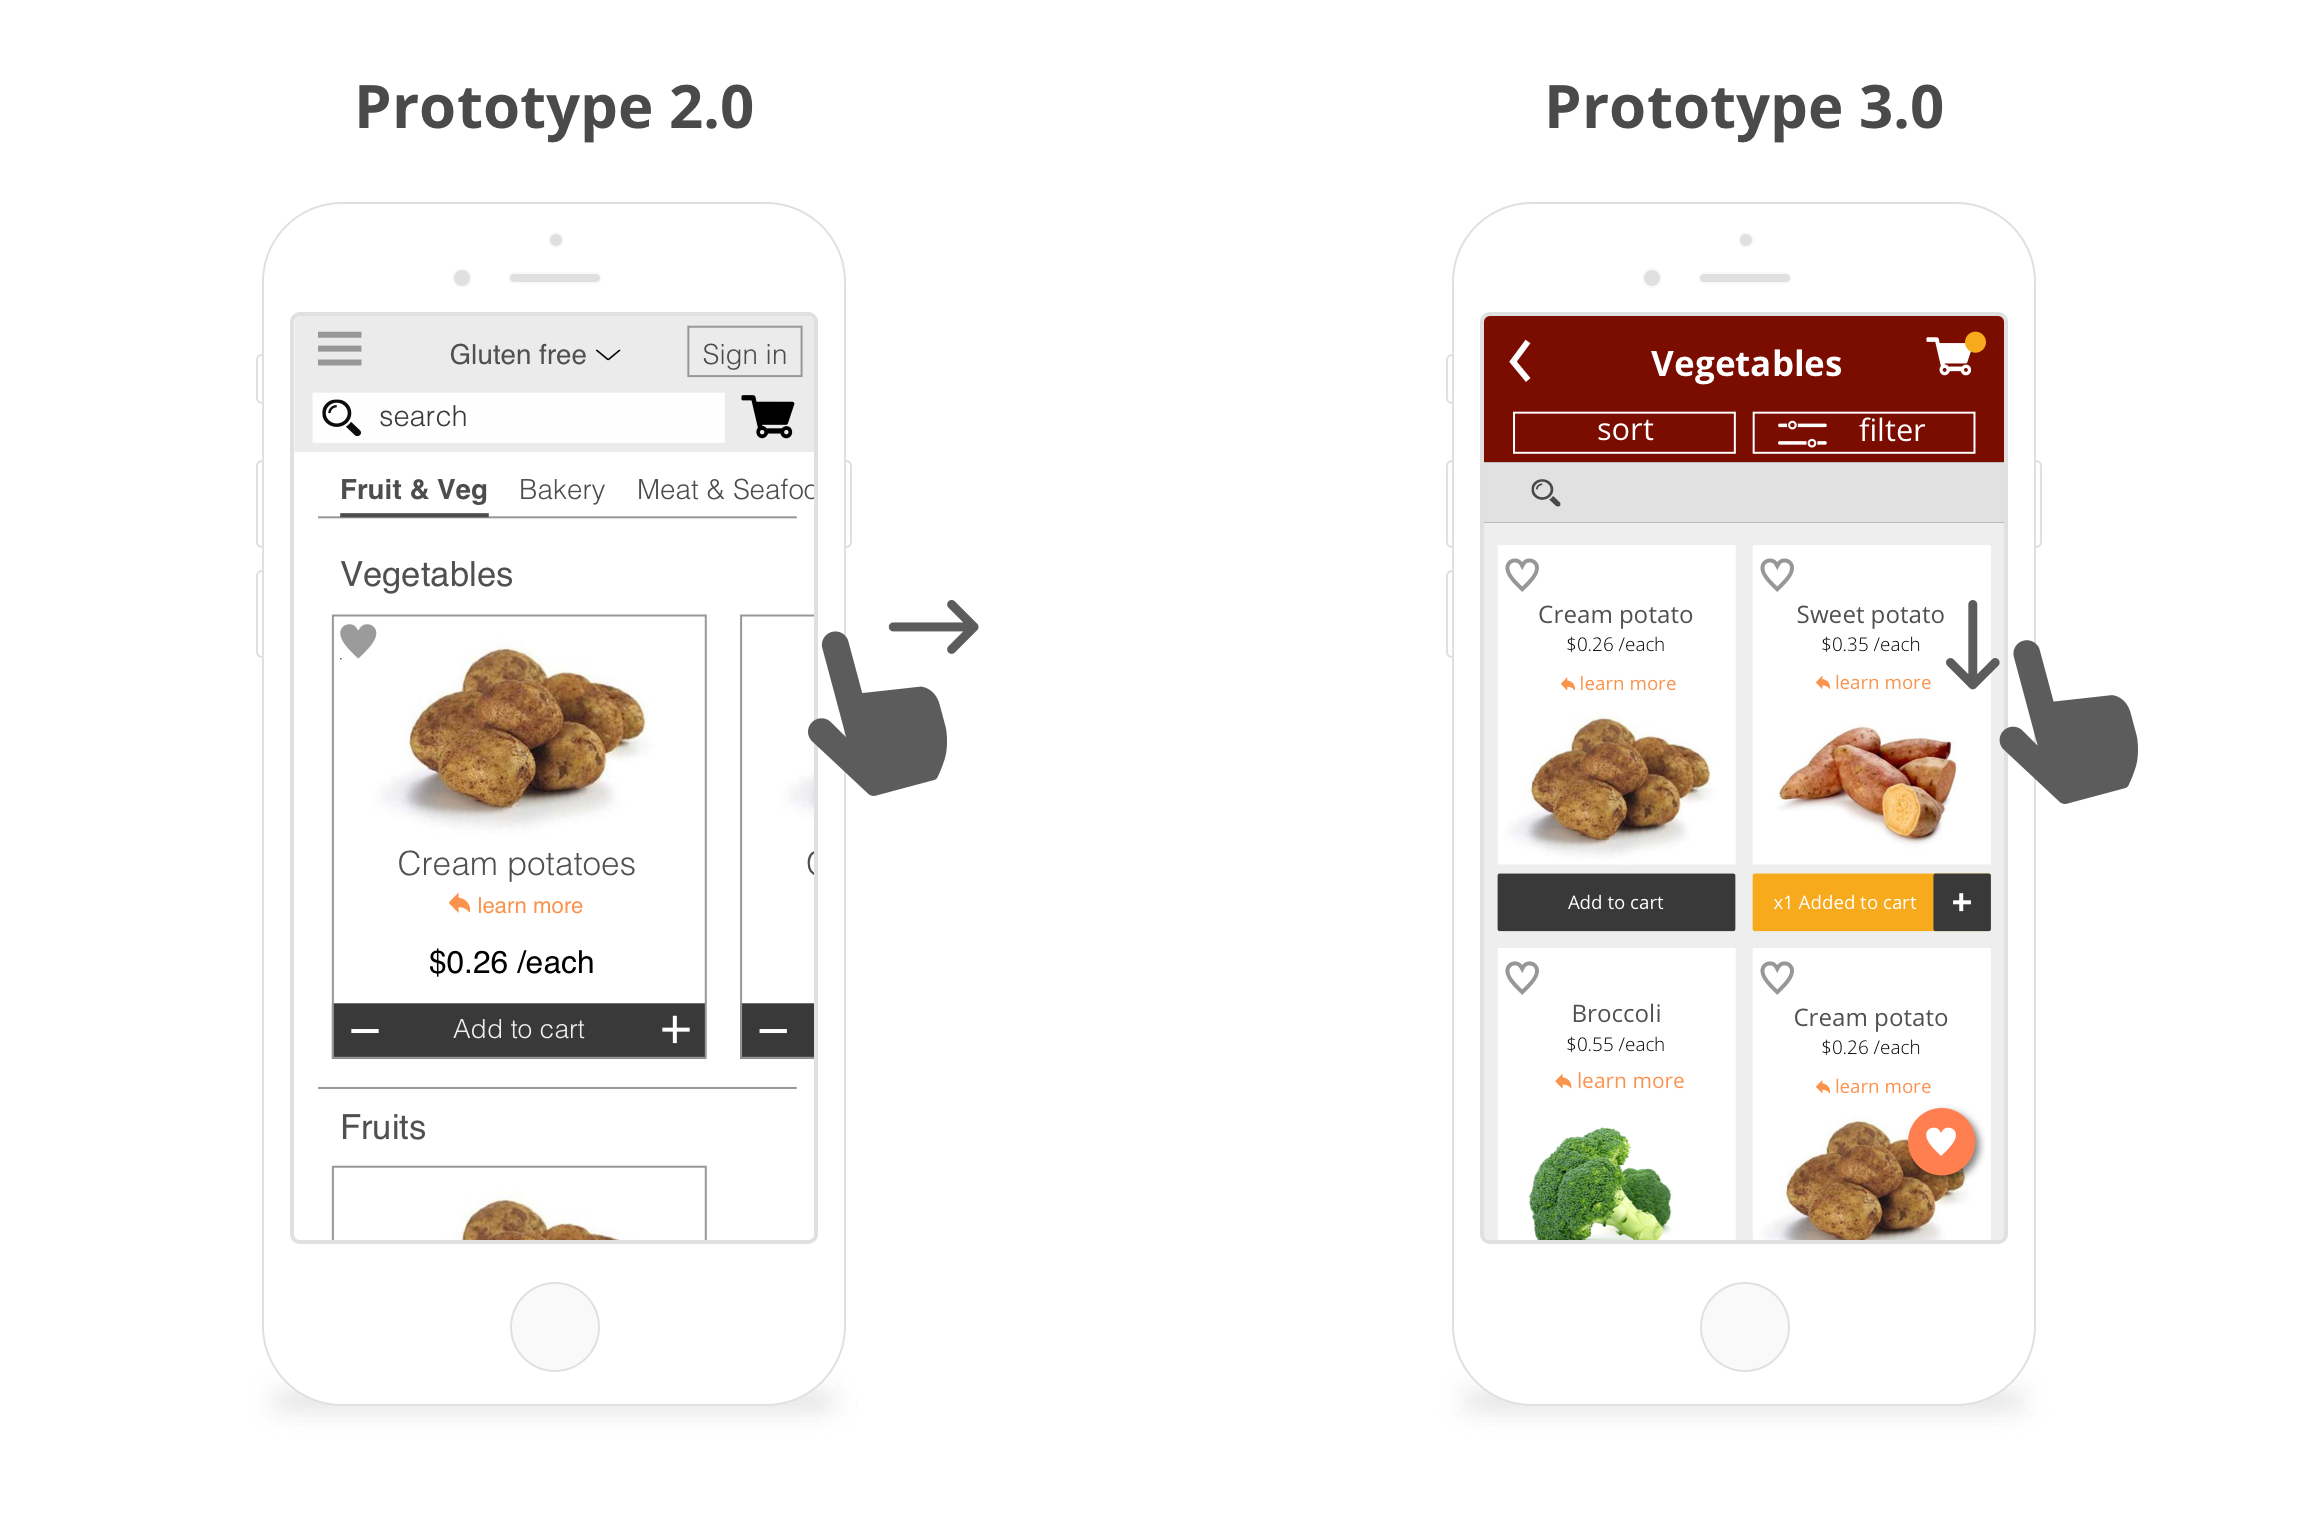 Prototype 2.0
Gluten free
Sign in
search
Fruit & Veg Bakery Meat & Seafoo
Vegetables
Cream potatoes
learn more
$0.26 /each
Add to cart
Fruits
Prototype 3.0
Vegetables
sort
filter
Cream potato
$0.26 /each
learn more
Sweet potato
$0.35 /each
learn more
Add to cart
x1 Added to cart
Broccoli
$0.55 /each
learn more
Cream potato
$0.26 /each
learn more